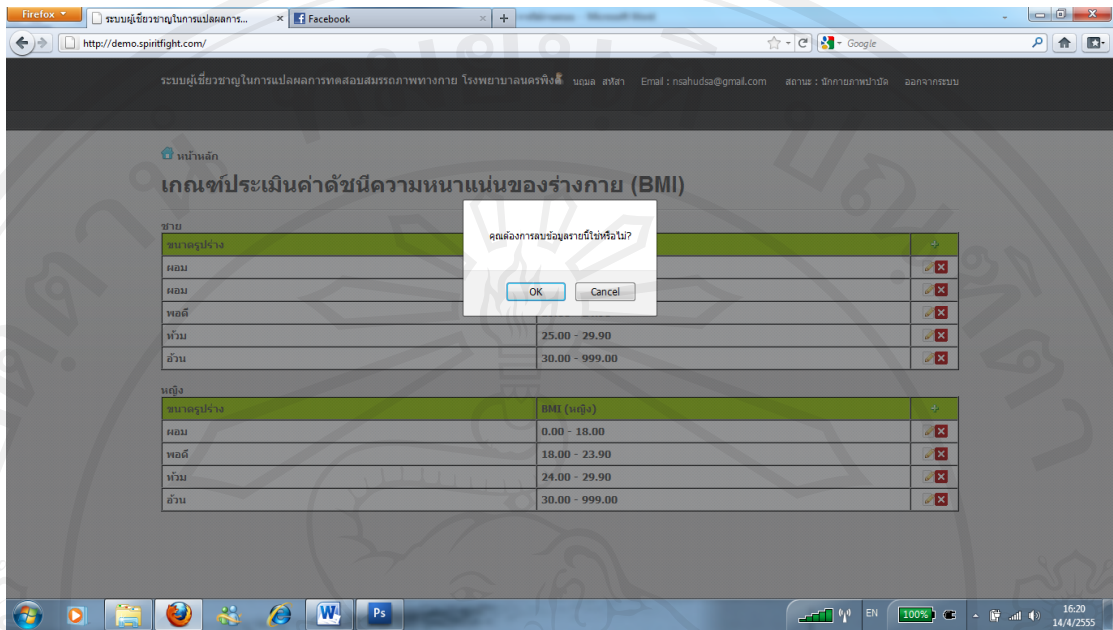 Firefox
ระบบผู้เชี่ยวชาญในการแปลผลการ...
Facebook
http://demo.spiritfight.com/
Google
ระบบผู้เชี่ยวชาญในการแปลผลการทดสอบสมรรถภาพทางกาย โรงพยาบาลนครพิงค์ นฤมล สหัสา Email : nsahudsa@gmail.com สถานะ : นักกายภาพบำบัด ออกจากระบบ
หน้าหลัก
เกณฑ์ประเมินค่าดัชนีความหนาแน่นของร่างกาย (BMI)
ชาย
คุณต้องการลบข้อมูลรายนี้ใช่หรือไม่?
ขนาดรูปร่าง
ผอม
OK Cancel
ผอม
พอดี
ท้วม 25.00 - 29.90
อ้วน 30.00 - 999.00
หญิง
ขนาดรูปร่าง BMI (หญิง)
ผอม 0.00 - 18.00
พอดี 18.00 - 23.90
ท้วม 24.00 - 29.90
อ้วน 30.00 - 999.00
W Ps EN 100% 16:20
14/4/2555